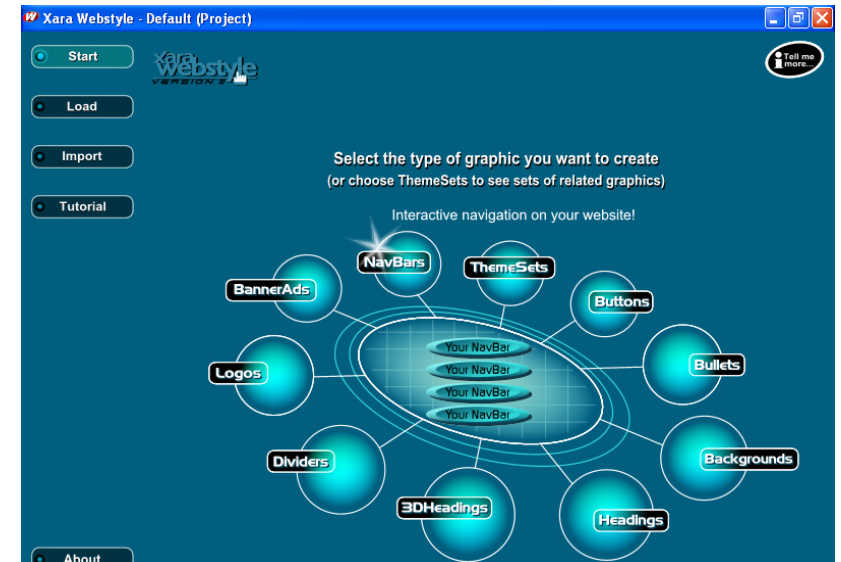 Xara Webstyle - Default (Project)
Start
Load
Import
Tutorial
About
Xara
Webstyle
VERSION 2
Tell me
more...
Select the type of graphic you want to create
(or choose ThemeSets to see sets of related graphics)
Interactive navigation on your website!
NavBars
ThemeSets
BannerAds
Buttons
Logos
Bullets
Your NavBar
Your NavBar
Your NavBar
Your NavBar
Dividers
Backgrounds
3DHeadings
Headings